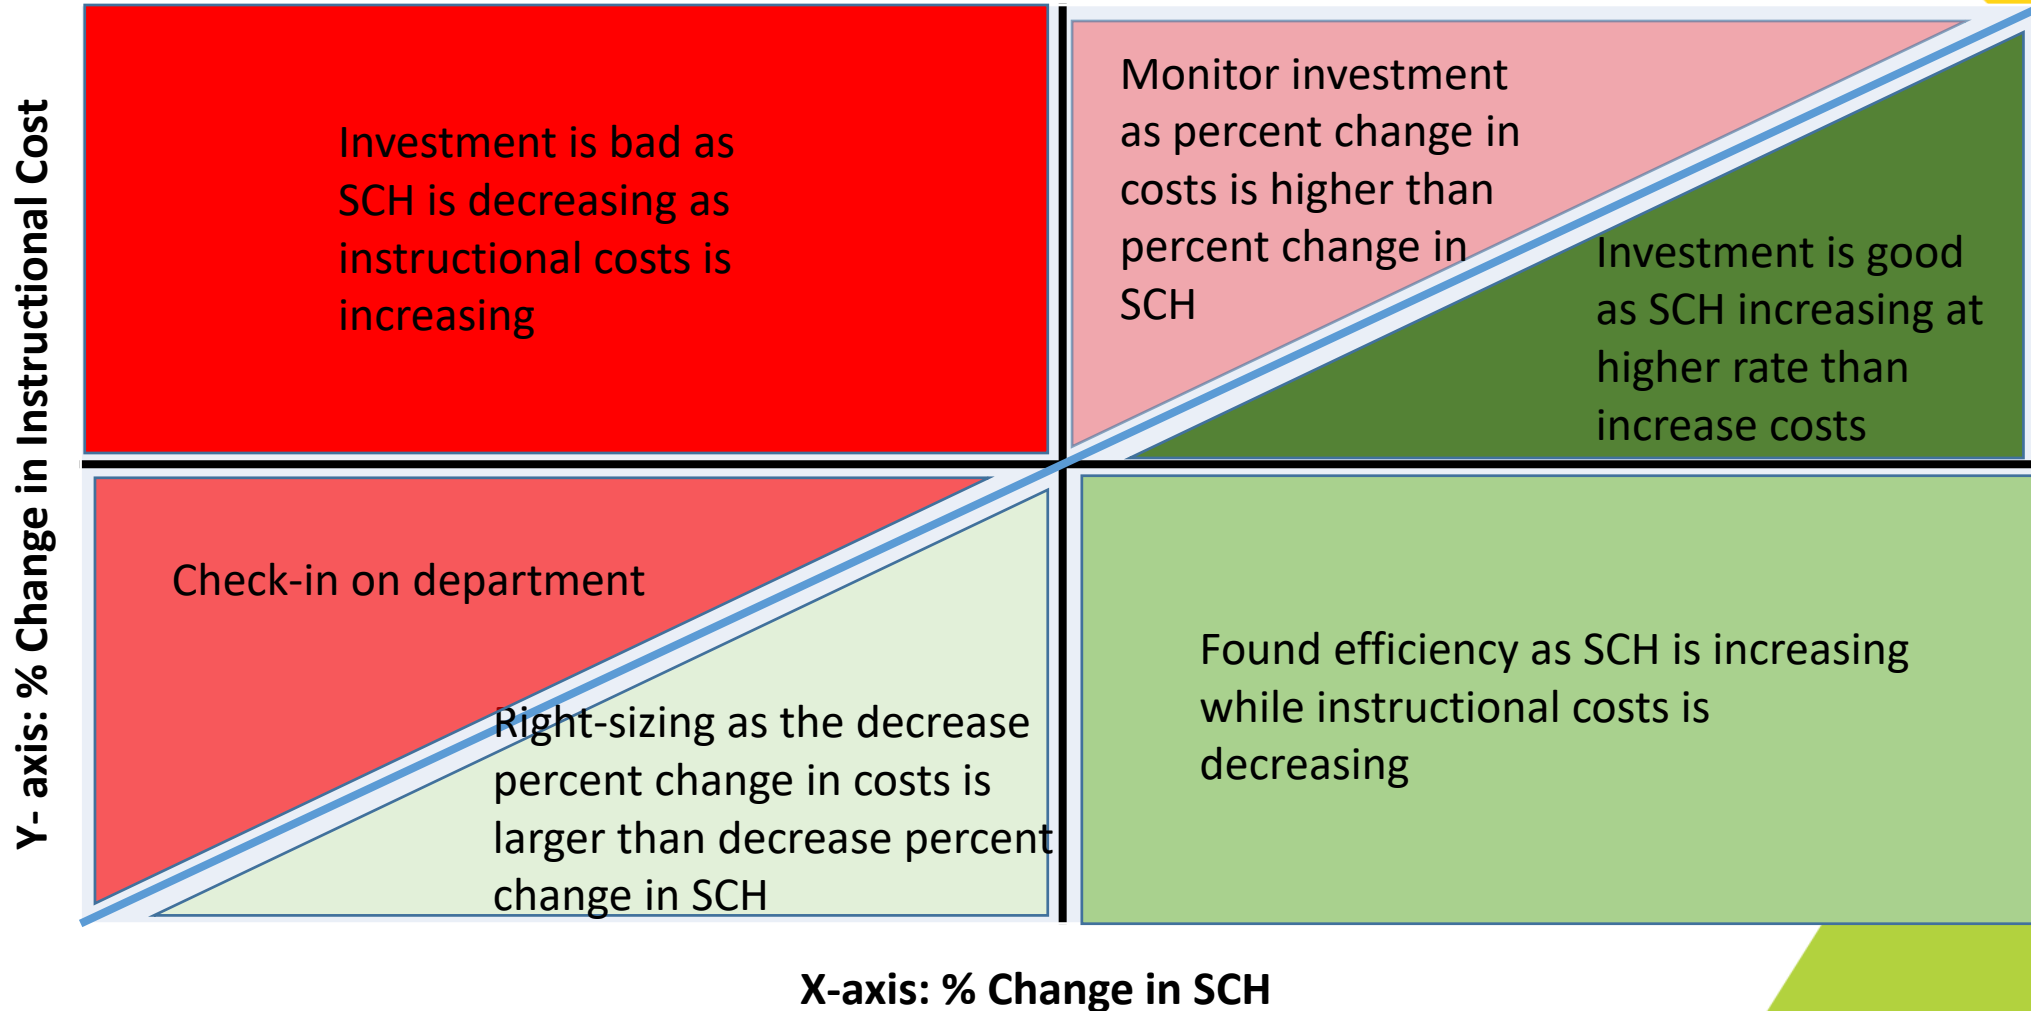 Y- axis: % Change in Instructional Cost
Investment is bad as
SCH is decreasing as
instructional costs is
increasing
Monitor investment
as percent change in
costs is higher than
percent change in
SCH
Investment is good
as SCH increasing at
higher rate than
increase costs
Check-in on department
Right-sizing as the decrease
percent change in costs is
larger than decrease percent
change in SCH
Found efficiency as SCH is increasing
while instructional costs is
decreasing
X-axis: % Change in SCH